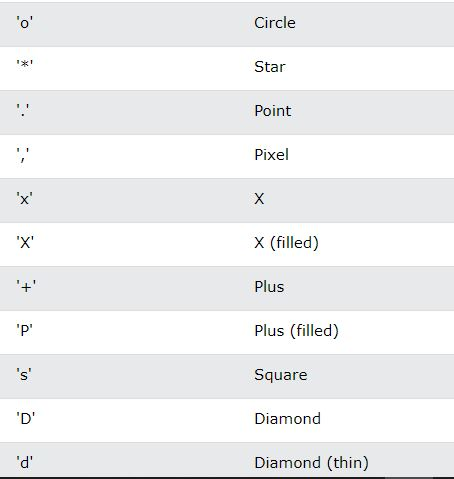 'o' Circle
'*' Star
'.' Point
',' Pixel
'x' X
'X' X (filled)
'+' Plus
'P' Plus (filled)
's' Square
'D' Diamond
'd' Diamond (thin)